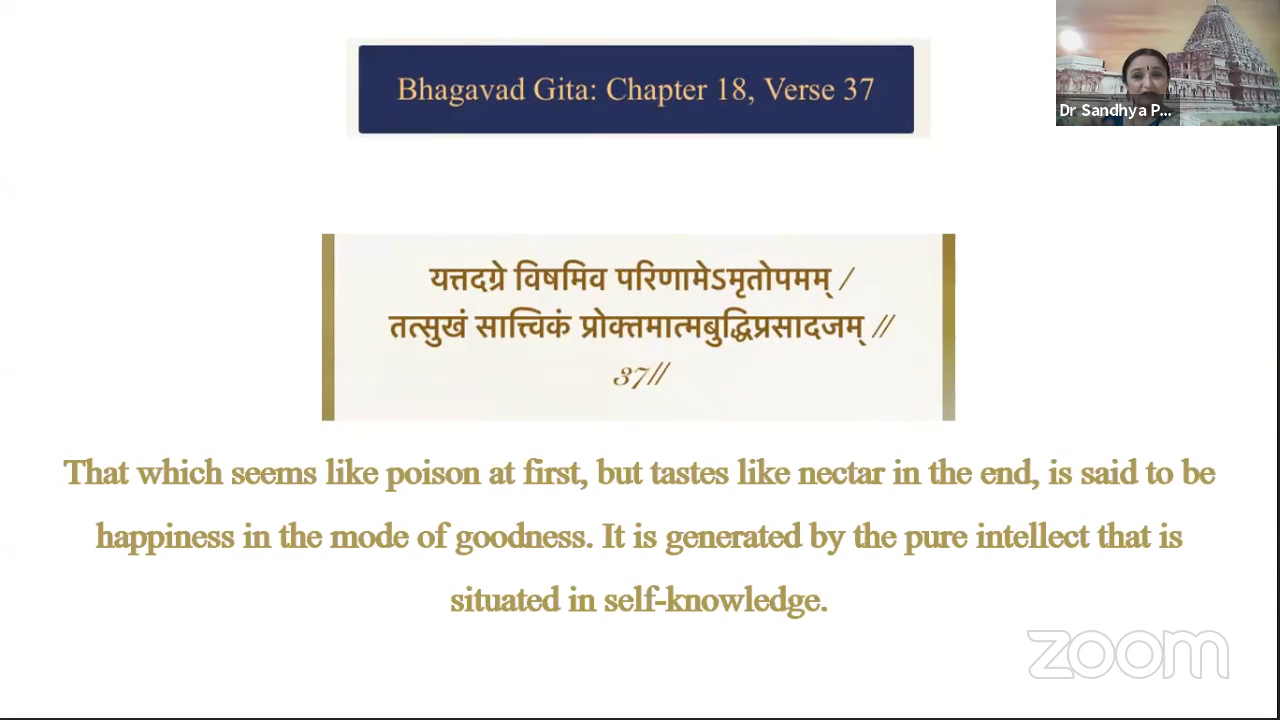 Bhagavad Gita: Chapter 18, Verse 37
Dr Sandhya P...
यत्तदग्रे विषमिव परिणामेऽमृतोपमम् /
तत्सुखं सात्त्विकं प्रोक्तमात्मबुद्धिप्रसादजम् //
37//
That which seems like poison at first, but tastes like nectar in the end, is said to be
happiness in the mode of goodness. It is generated by the pure intellect that is
situated in self-knowledge.
zoom